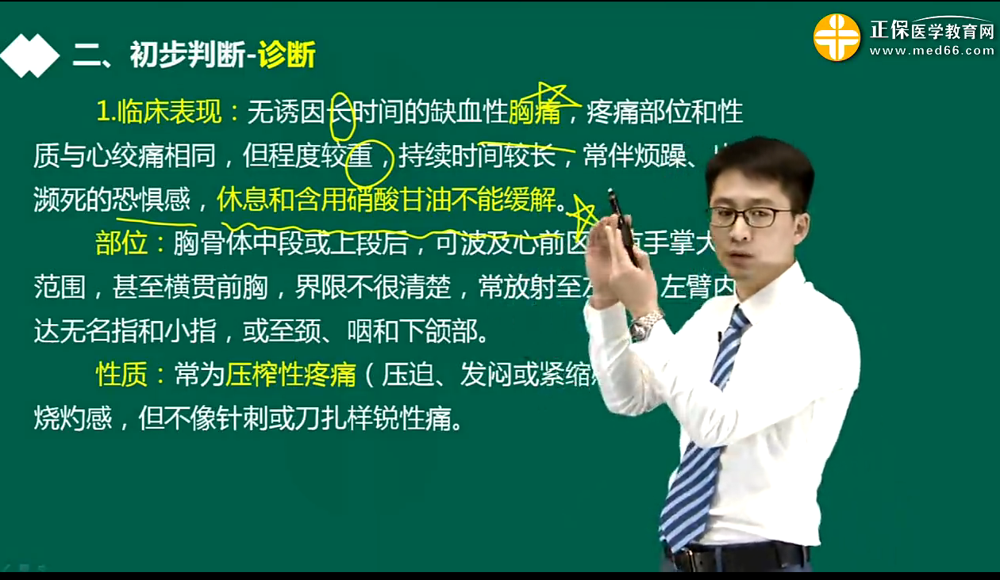 正保医学教育网
www.med66.com
二、初步判断-诊断
1.临床表现：无诱因长时间的缺血性胸痛，疼痛部位和性
质与心绞痛相同，但程度较重，持续时间较长，常伴烦躁、
濒死的恐惧感，休息和含用硝酸甘油不能缓解。
部位：胸骨体中段或上段后，可波及心前区 手掌大
范围，甚至横贯前胸，界限不很清楚，常放射至 左臂内
达无名指和小指，或至颈、咽和下颌部。
性质：常为压榨性疼痛（压迫、发闷或紧缩
烧灼感，但不像针刺或刀扎样锐性痛。